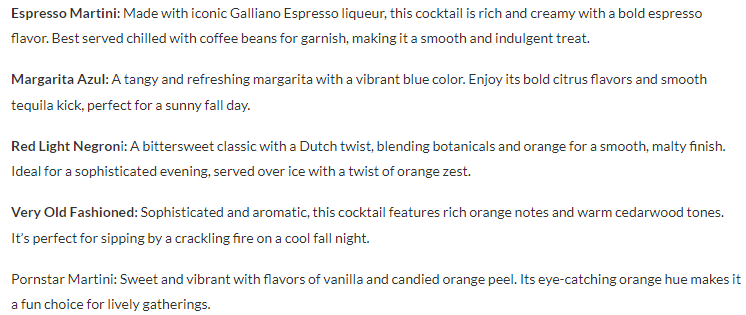 Espresso Martini: Made with iconic Galliano Espresso liqueur, this cocktail is rich and creamy with a bold espresso
flavor. Best served chilled with coffee beans for garnish, making it a smooth and indulgent treat.
Margarita Azul: A tangy and refreshing margarita with a vibrant blue color. Enjoy its bold citrus flavors and smooth
tequila kick, perfect for a sunny fall day.
Red Light Negroni: A bittersweet classic with a Dutch twist, blending botanicals and orange for a smooth, malty finish.
Ideal for a sophisticated evening, served over ice with a twist of orange zest.
Very Old Fashioned: Sophisticated and aromatic, this cocktail features rich orange notes and warm cedarwood tones.
It’s perfect for sipping by a crackling fire on a cool fall night.
Pornstar Martini: Sweet and vibrant with flavors of vanilla and candied orange peel. Its eye-catching orange hue makes it
a fun choice for lively gatherings.